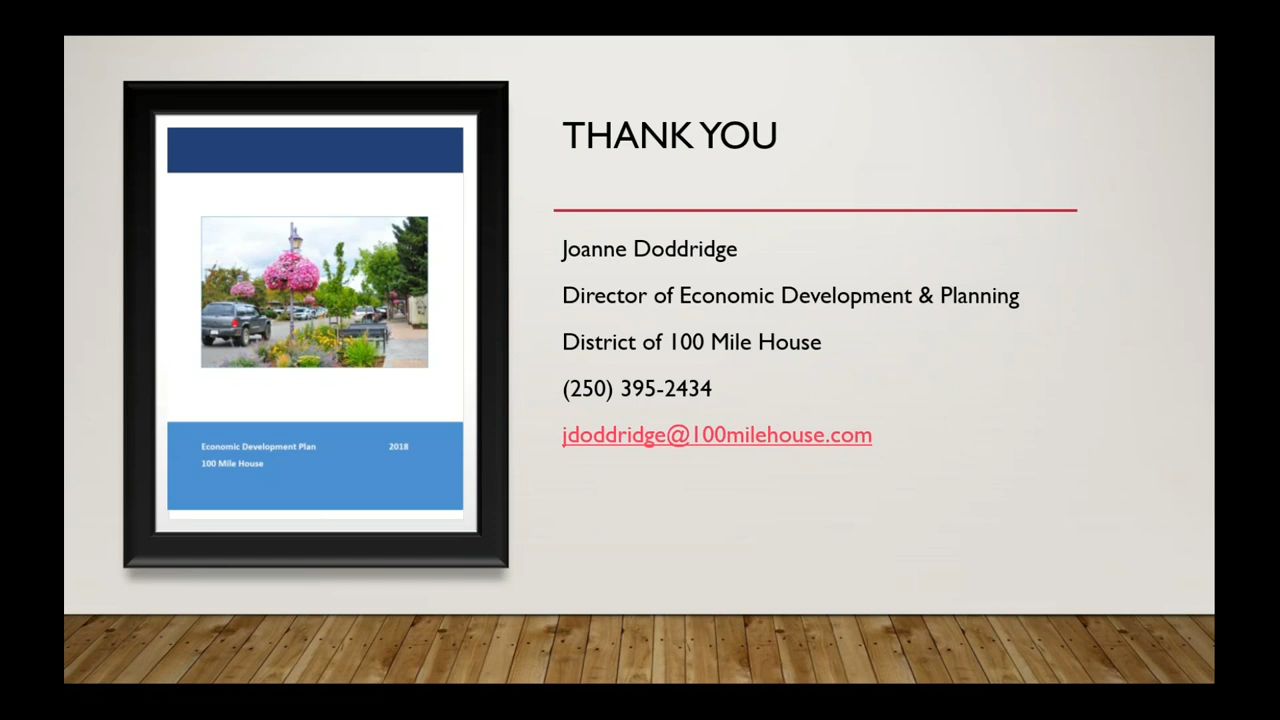 THANK YOU
Joanne Doddridge
Director of Economic Development & Planning
District of 100 Mile House
(250) 395-2434
jdoddridge@100milehouse.com
Economic Development Plan 2018
100 Mile House